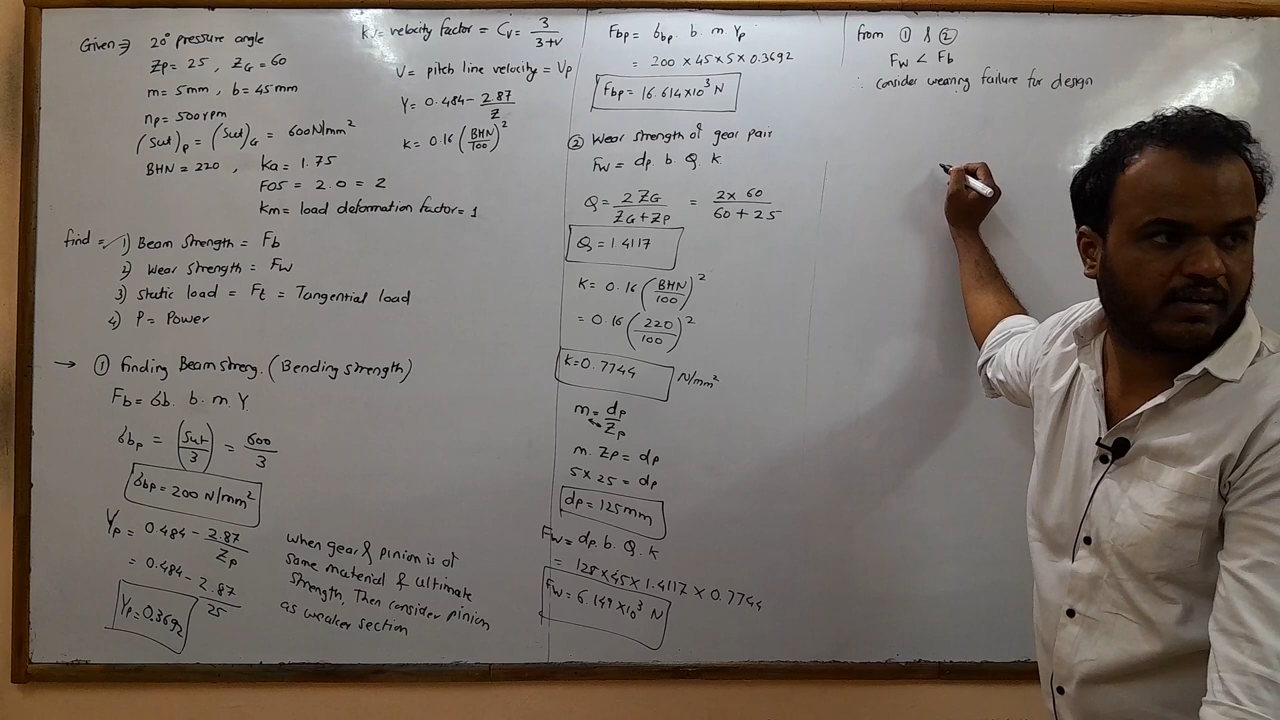 Given ⇒ 20° pressure angle
ZP = 25 , ZG = 60
m = 5mm , b = 45mm
np = 500 rpm
(Sut)P = (Sut)G = 600 N/mm²
BHN = 220 , ka = 1.75
FOS = 2.0 = 2
Km = load deformation factor = 1
Kv = velocity factor = Cv = 3/(3+V)
V = pitch line velocity = Vp
Y = 0.484 - 2.87/Z
K = 0.16 (BHN/100)²
find = 1) Beam strength = Fb
2) Wear strength = Fw
3) Static load = Ft = Tangential load
4) P = Power
→ ① Finding Beam streng. (Bending strength)
Fb = σb. b. m. Y
σbp = (Sut/3) = 600/3
σbp = 200 N/mm²
Yp = 0.484 - 2.87/Zp
= 0.484 - 2.87/25
Yp = 0.3692
When gear & pinion is of
same material & ultimate
strength, Then consider pinion
as weaker section
Fbp = σbp. b. m Yp
= 200 × 45 × 5 × 0.3692
Fbp = 16.614 × 10³ N
② Wear strength of gear pair
Fw = dp. b. Q. k.
Q = 2ZG/(ZG + ZP) = (2 × 60)/(60 + 25)
Q = 1.4117
K = 0.16 (BHN/100)²
= 0.16 (220/100)²
K = 0.7744 N/mm²
m = dp/Zp
m. Zp = dp
5 × 25 = dp
dp = 125mm
Fw = dp. b. Q. k
= 125 × 45 × 1.4117 × 0.7744
Fw = 6.149 × 10³ N
from ① & ②
Fw < Fb
∴ consider wearing failure for design